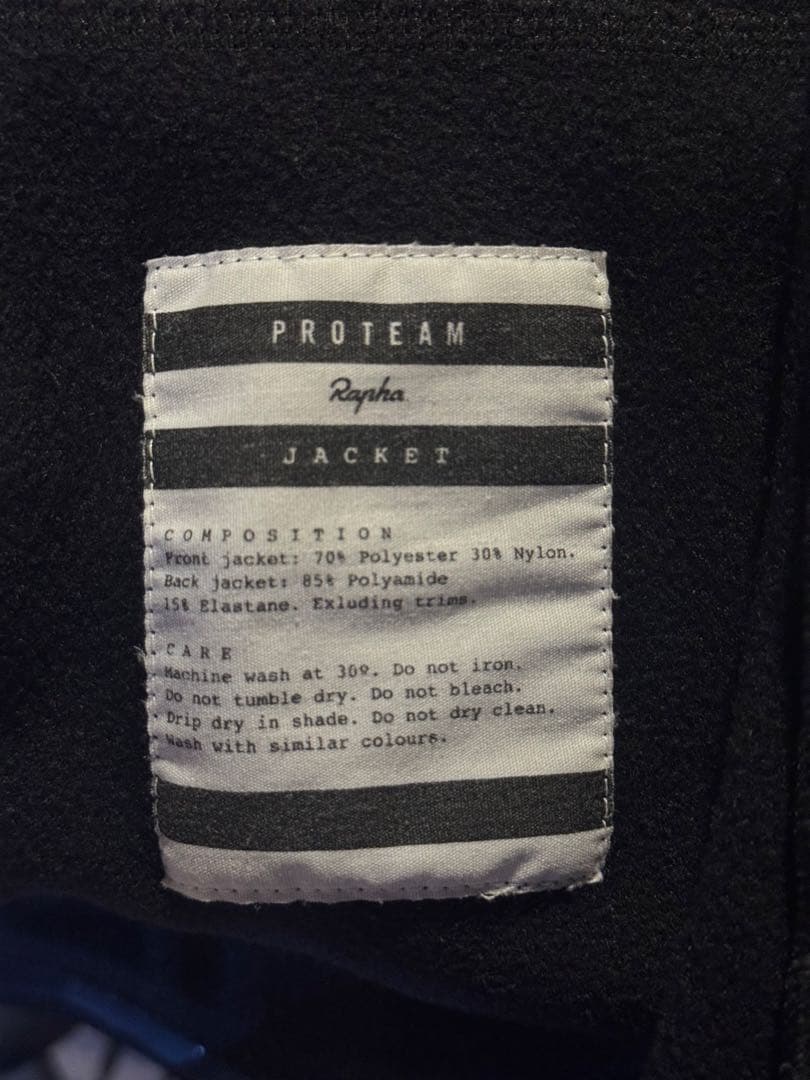 PROTEAM
Rapha
JACKET
COMPOSITION
Front jacket: 70% Polyester 30% Nylon.
Back jacket: 85% Polyamide
15% Elastane. Exluding trims.
CARE
Machine wash at 30º. Do not iron.
Do not tumble dry. Do not bleach.
Drip dry in shade. Do not dry clean.
Wash with similar colours.